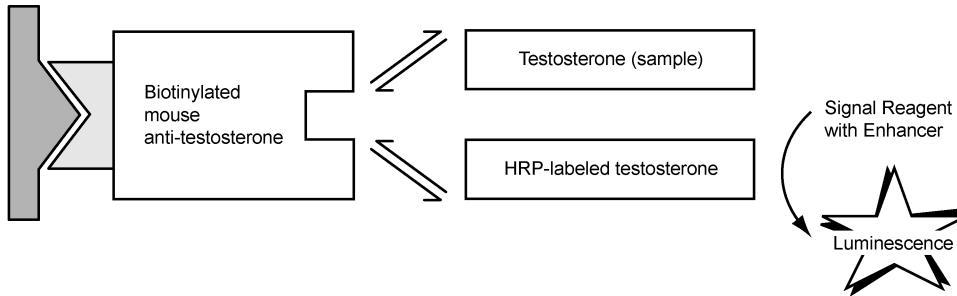 Biotinylated
mouse
anti-testosterone
Testosterone (sample)
HRP-labeled testosterone
Signal Reagent
with Enhancer
Luminescence